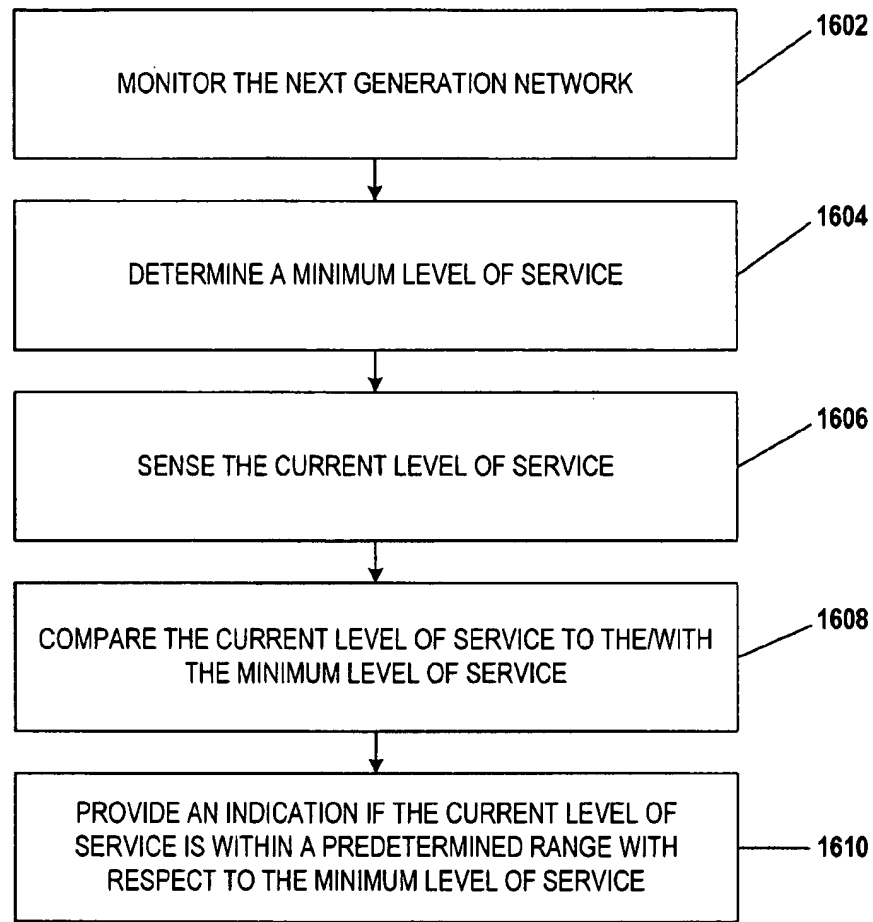 1602
MONITOR THE NEXT GENERATION NETWORK
1604
DETERMINE A MINIMUM LEVEL OF SERVICE
1606
SENSE THE CURRENT LEVEL OF SERVICE
1608
COMPARE THE CURRENT LEVEL OF SERVICE TO THE/WITH
THE MINIMUM LEVEL OF SERVICE
PROVIDE AN INDICATION IF THE CURRENT LEVEL OF
SERVICE IS WITHIN A PREDETERMINED RANGE WITH
RESPECT TO THE MINIMUM LEVEL OF SERVICE
1610